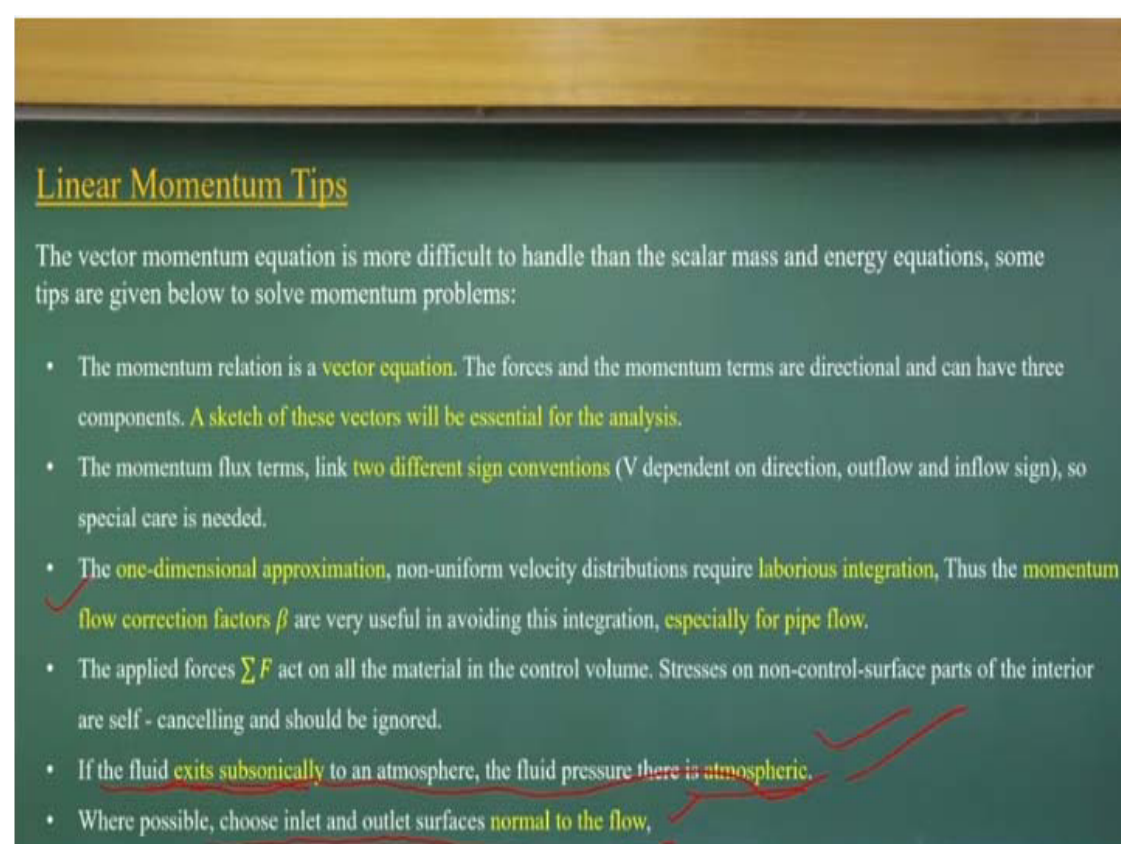 Linear Momentum Tips
The vector momentum equation is more difficult to handle than the scalar mass and energy equations, some
tips are given below to solve momentum problems:
• The momentum relation is a vector equation. The forces and the momentum terms are directional and can have three
components. A sketch of these vectors will be essential for the analysis.
• The momentum flux terms, link two different sign conventions (V dependent on direction, outflow and inflow sign), so
special care is needed.
• The one-dimensional approximation, non-uniform velocity distributions require laborious integration, Thus the momentum
flow correction factors β are very useful in avoiding this integration, especially for pipe flow.
• The applied forces ∑ F act on all the material in the control volume. Stresses on non-control-surface parts of the interior
are self - cancelling and should be ignored.
• If the fluid exits subsonically to an atmosphere, the fluid pressure there is atmospheric.
• Where possible, choose inlet and outlet surfaces normal to the flow,